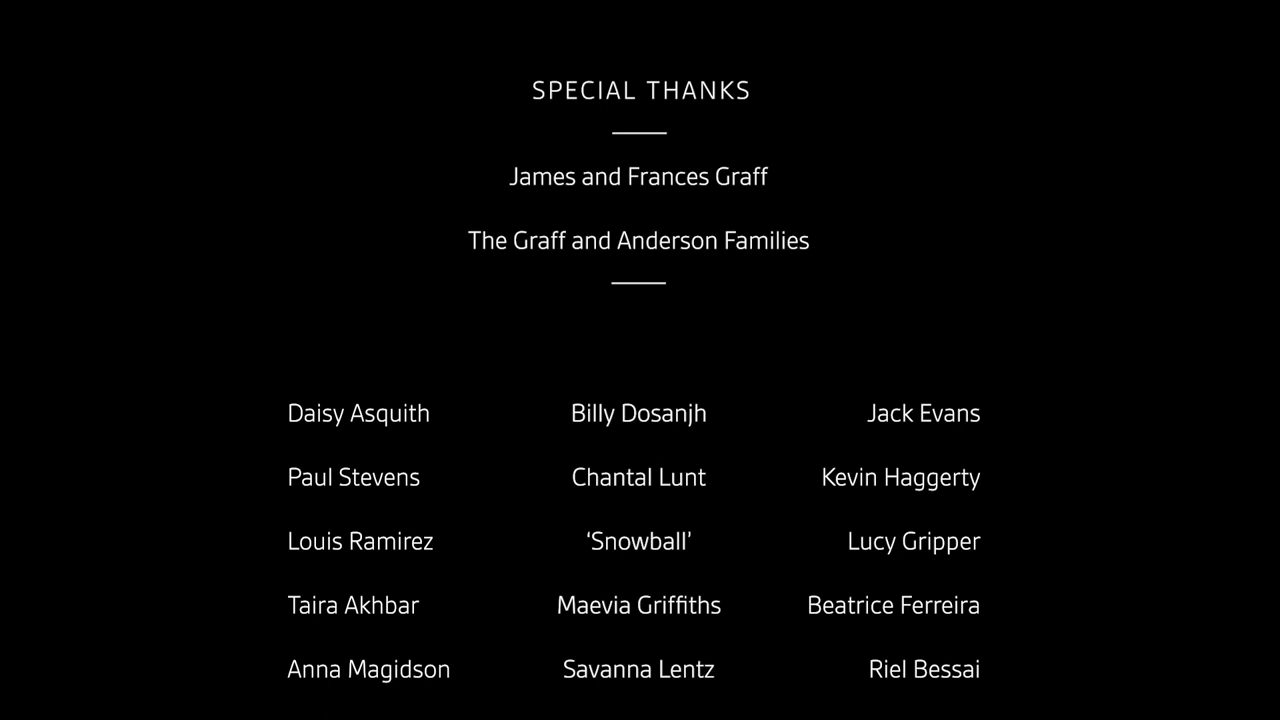 SPECIAL THANKS
James and Frances Graff
The Graff and Anderson Families
Daisy Asquith Billy Dosanjh Jack Evans
Paul Stevens Chantal Lunt Kevin Haggerty
Louis Ramirez ‘Snowball’ Lucy Gripper
Taira Akhbar Maevia Griffiths Beatrice Ferreira
Anna Magidson Savanna Lentz Riel Bessai